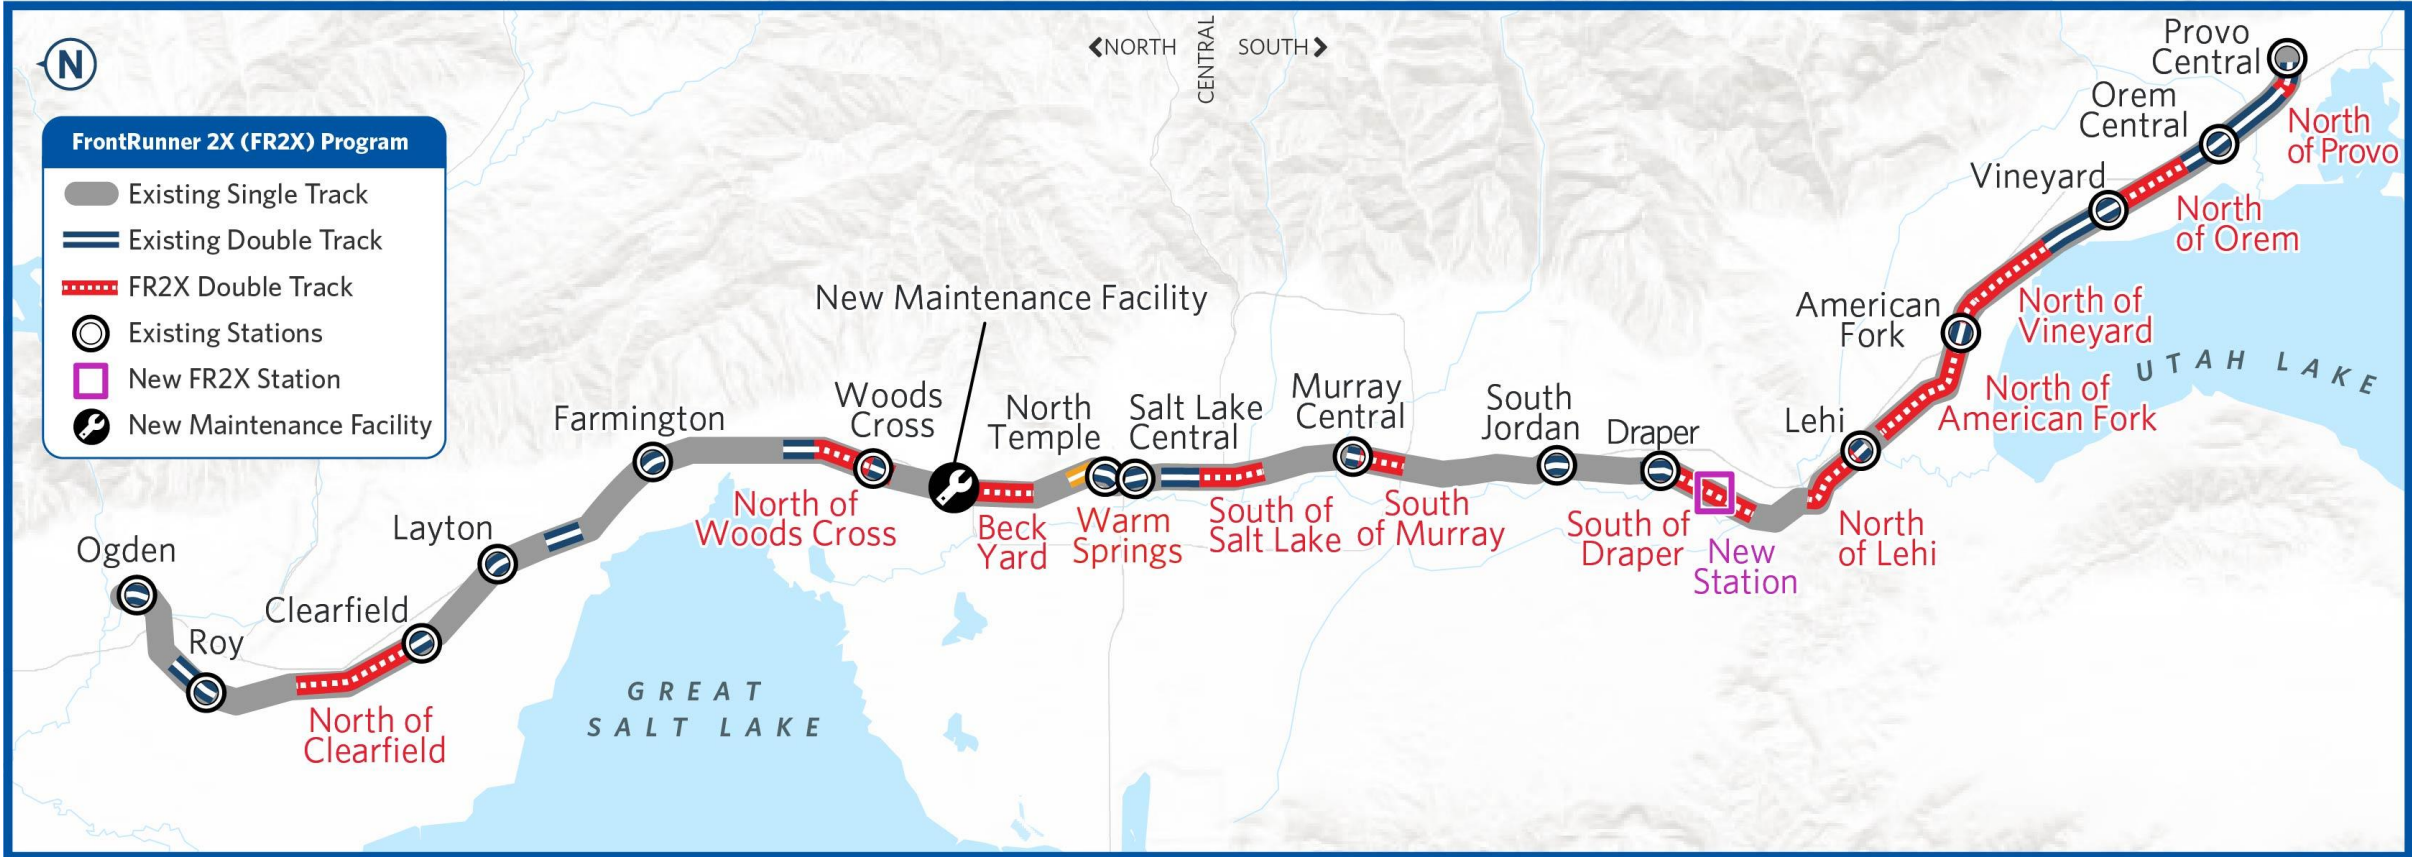 NORTH
CENTRAL
SOUTH
N
FrontRunner 2X (FR2X) Program
Existing Single Track
Existing Double Track
FR2X Double Track
Existing Stations
New FR2X Station
New Maintenance Facility
Ogden
Roy
Clearfield
North of
Clearfield
Layton
Farmington
North of
Woods Cross
Woods
Cross
New Maintenance Facility
Beck
Yard
North
Temple
Warm
Springs
Salt Lake
Central
South of
Salt Lake
Murray
Central
South
of Murray
South
Jordan
Draper
South of
Draper
New
Station
Lehi
North
of Lehi
American
Fork
North of
American Fork
North of
Vineyard
Vineyard
North
of Orem
Orem
Central
Provo
Central
North
of Provo
GREAT
SALT LAKE
UTAH LAKE